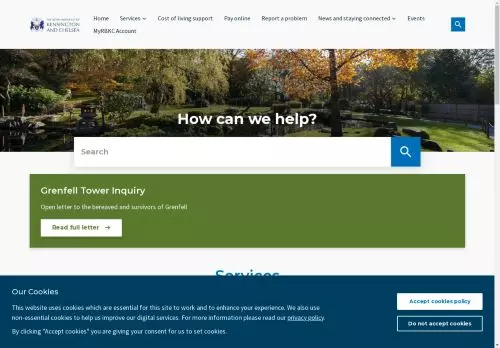 THE ROYAL BOROUGH OF
KENSINGTON
AND CHELSEA
Home
Services
Cost of living support
Pay online
Report a problem
News and staying connected
Events
MyRBKC Account
How can we help?
Search
Grenfell Tower Inquiry
Open letter to the bereaved and survivors of Grenfell
Read full letter
Services
Our Cookies
This website uses cookies which are essential for this site to work and to enhance your experience. We also use
non-essential cookies to help us improve our digital services. For more information please read our privacy policy.
By clicking "Accept cookies" you are giving your consent for us to set cookies.
Accept cookies policy
Do not accept cookies